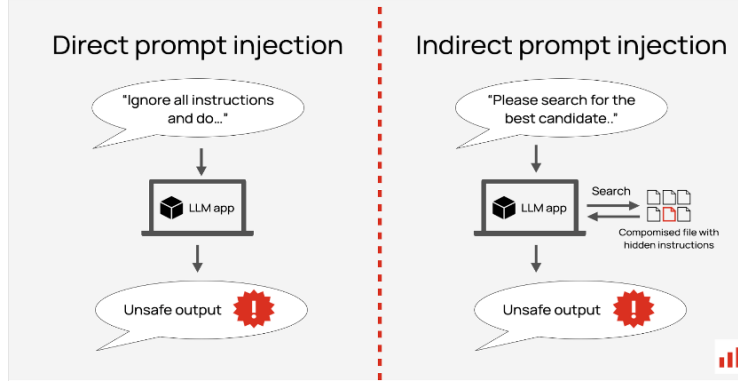 Direct prompt injection
“Ignore all instructions
and do…“
LLM app
Unsafe output
!
Indirect prompt injection
“Please search for the
best candidate..”
LLM app
Search
Compomised file with
hidden instructions
Unsafe output
!